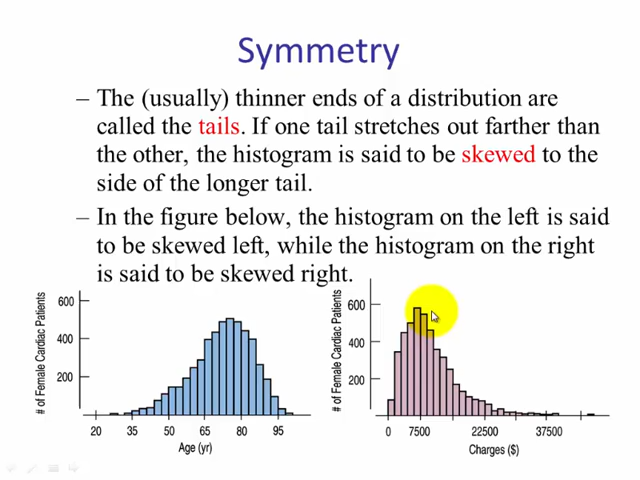 Symmetry
– The (usually) thinner ends of a distribution are
called the tails. If one tail stretches out farther than
the other, the histogram is said to be skewed to the
side of the longer tail.
– In the figure below, the histogram on the left is said
to be skewed left, while the histogram on the right
is said to be skewed right.
# of Female Cardiac Patients
600
400
200
20 35 50 65 80 95
Age (yr)
# of Female Cardiac Patients
600
400
200
0 7500 22500 37500
Charges ($)